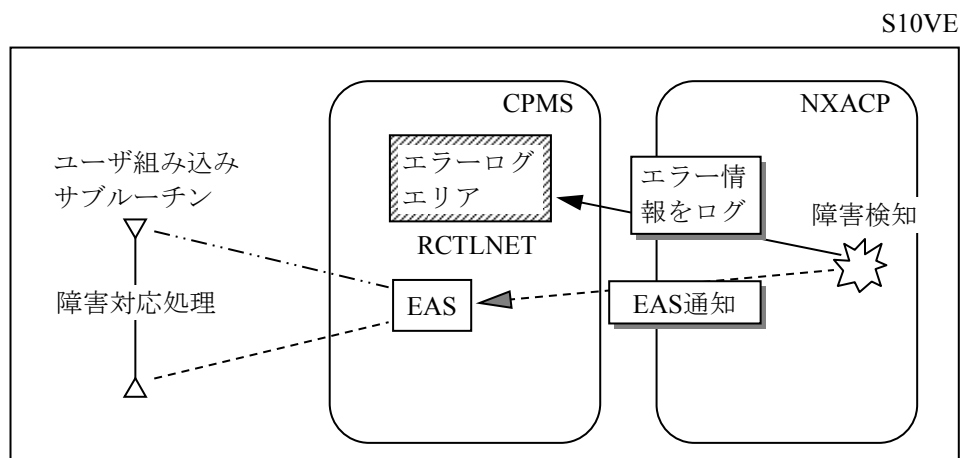 S10VE
CPMS
NXACP
ユーザ組み込み
サブルーチン
エラーログ
エリア
エラー情
報をログ
障害検知
RCTLNET
障害対応処理
EAS
EAS通知